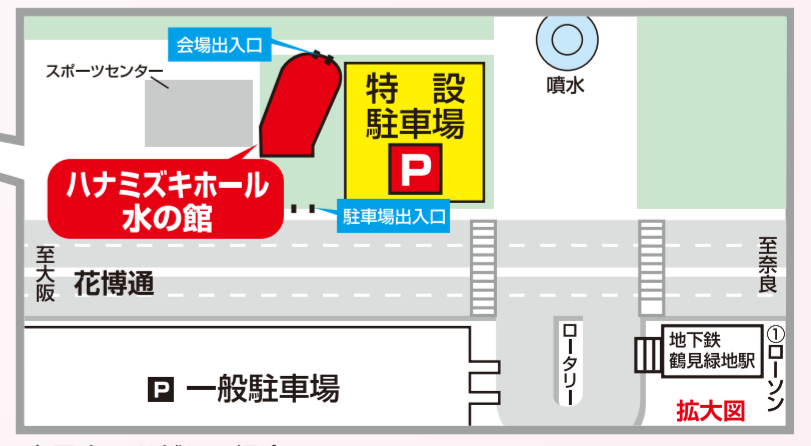 会場出入口
スポーツセンター
特設
駐車場
P
噴水
ハナミズキホール
水の館
駐車場出入口
至大阪
花博通
至奈良
P 一般駐車場
ロータリー
地下鉄
鶴見緑地駅
①ローソン
拡大図